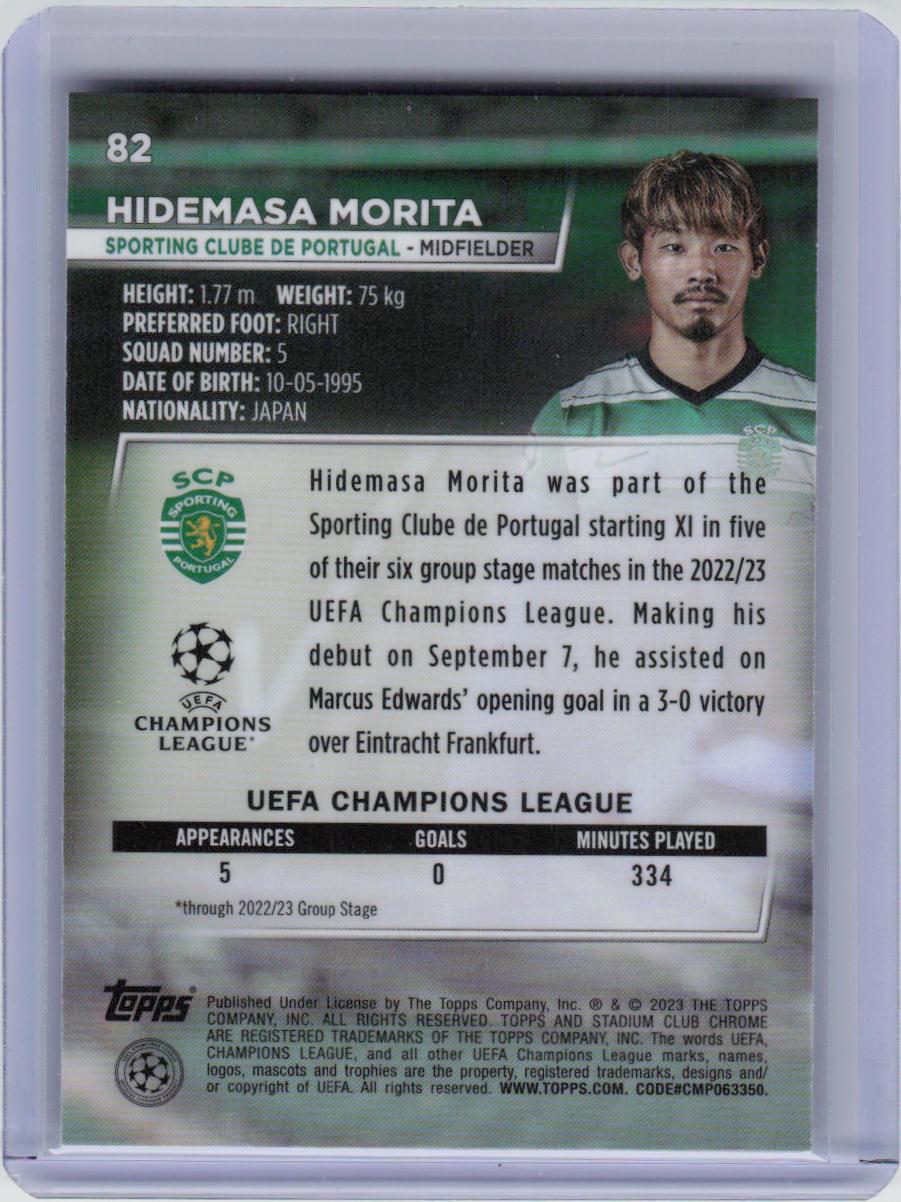 82
HIDEMASA MORITA
SPORTING CLUBE DE PORTUGAL - MIDFIELDER
HEIGHT: 1.77 m WEIGHT: 75 kg
PREFERRED FOOT: RIGHT
SQUAD NUMBER: 5
DATE OF BIRTH: 10-05-1995
NATIONALITY: JAPAN
SCP
SPORTING
PORTUGAL
SCP
Hidemasa Morita was part of the
Sporting Clube de Portugal starting XI in five
of their six group stage matches in the 2022/23
UEFA Champions League. Making his
debut on September 7, he assisted on
Marcus Edwards' opening goal in a 3-0 victory
over Eintracht Frankfurt.
UEFA
CHAMPIONS
LEAGUE®
UEFA CHAMPIONS LEAGUE
APPEARANCES GOALS MINUTES PLAYED
5 0 334
*through 2022/23 Group Stage
topps®
Published Under License by The Topps Company, Inc. ® & © 2023 THE TOPPS
COMPANY, INC. ALL RIGHTS RESERVED. TOPPS AND STADIUM CLUB CHROME
ARE REGISTERED TRADEMARKS OF THE TOPPS COMPANY, INC. The words UEFA,
CHAMPIONS LEAGUE, and all other UEFA Champions League marks, names,
logos, mascots and trophies are the property, registered trademarks, designs and/
or copyright of UEFA. All rights reserved. WWW.TOPPS.COM. CODE#CMP063350.